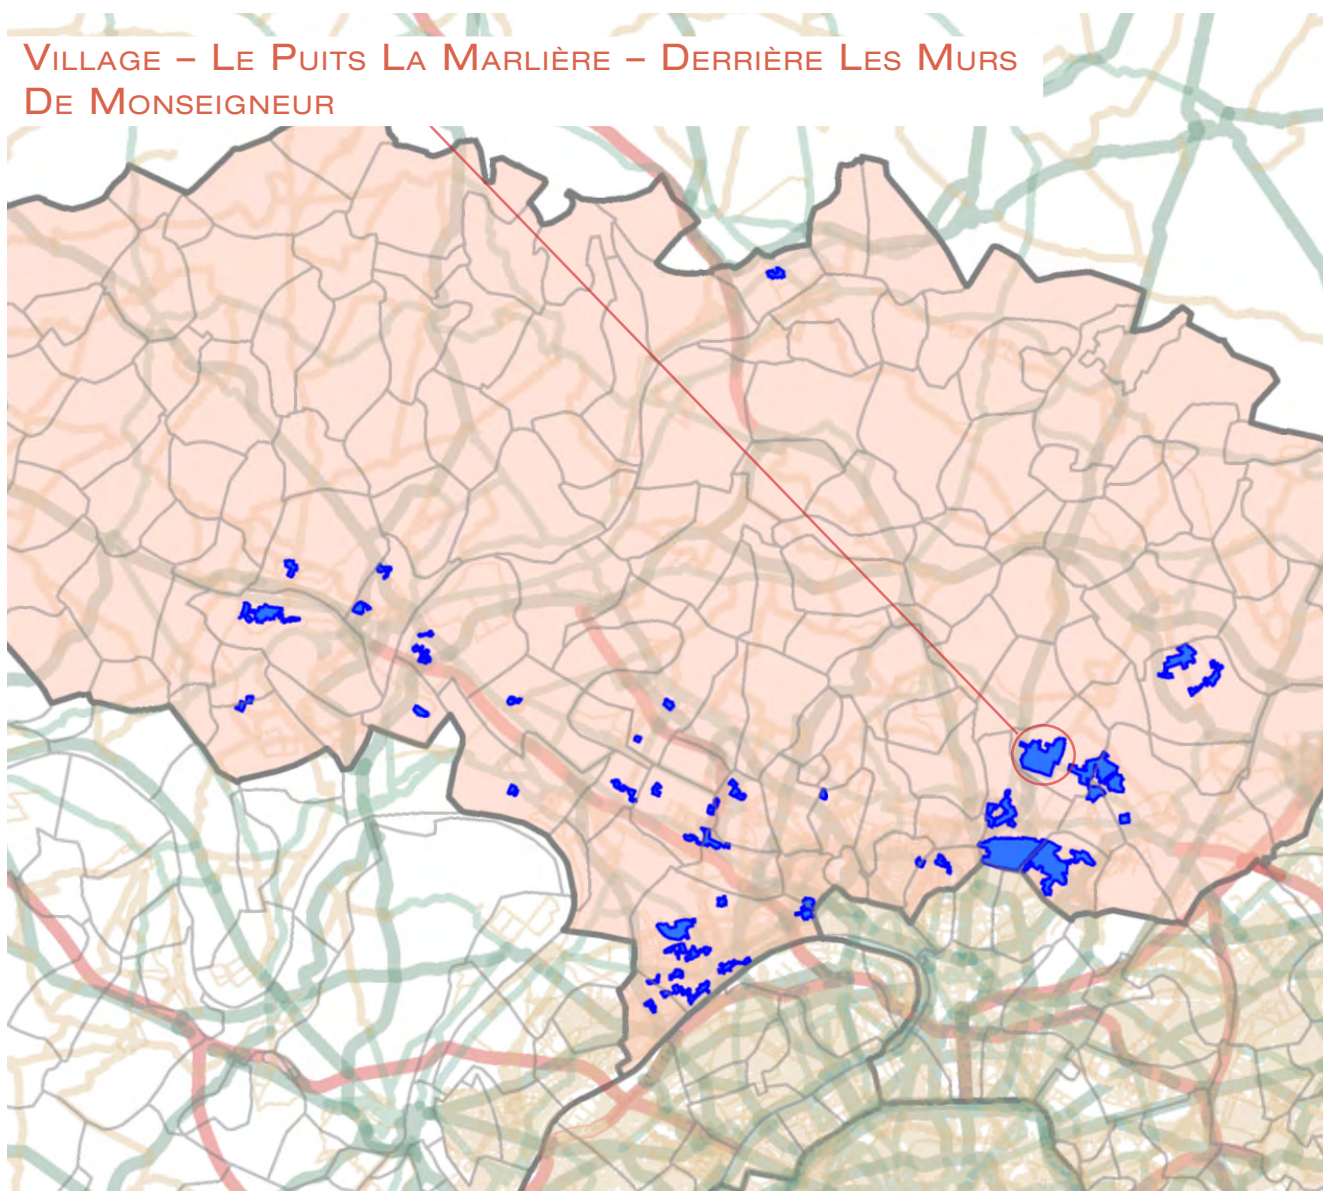 Village – Le Puits La Marlière – Derrière Les Murs
De Monseigneur